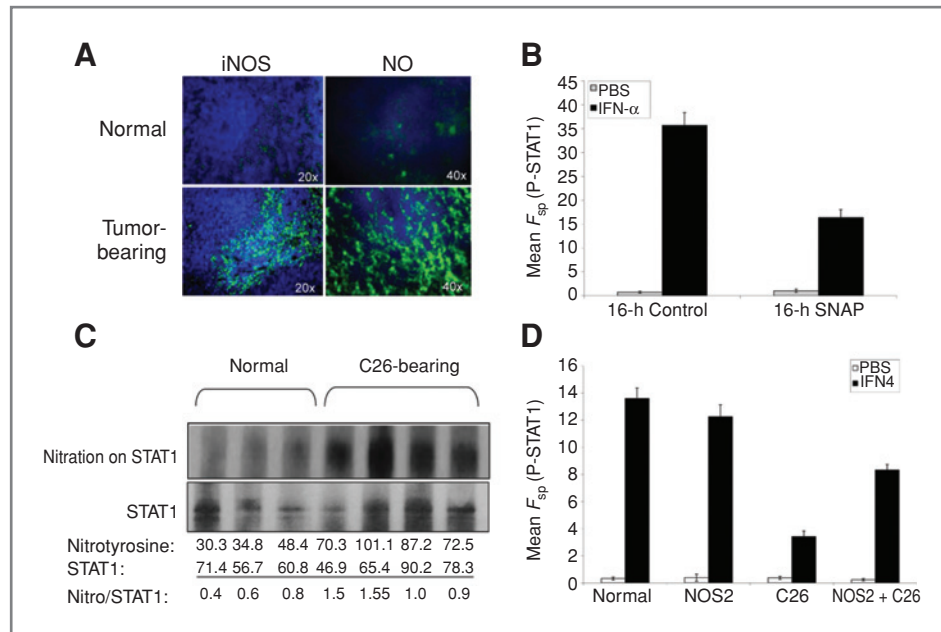 A
iNOS NO
Normal
20x 40x
Tumor-
bearing
20x 40x
B
PBS
IFN-α
Mean Fsp (P-STAT1)
40
35
30
25
20
15
10
5
0
16-h Control 16-h SNAP
C
Normal C26-bearing
Nitration on STAT1
STAT1
Nitrotyrosine: 30.3 34.8 48.4 70.3 101.1 87.2 72.5
STAT1: 71.4 56.7 60.8 46.9 65.4 90.2 78.3
Nitro/STAT1: 0.4 0.6 0.8 1.5 1.55 1.0 0.9
D
PBS
IFN4
Mean Fsp (P-STAT1)
16
14
12
10
8
6
4
2
0
Normal NOS2 C26 NOS2 + C26